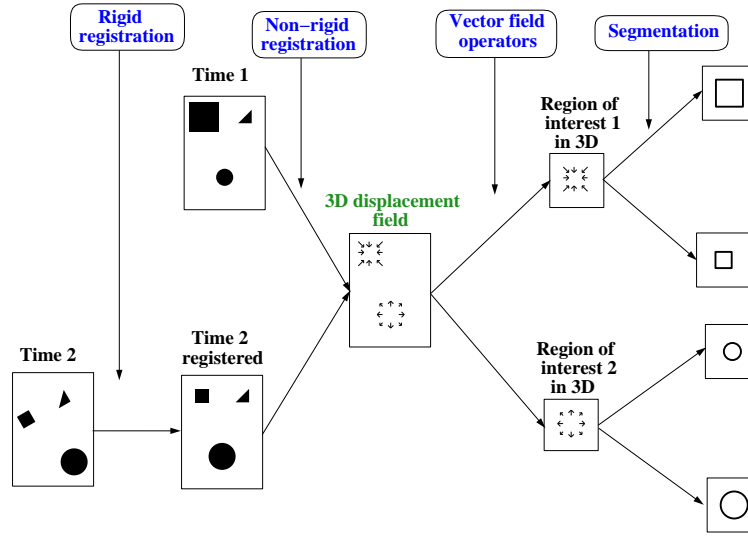 Rigid
registration
Non-rigid
registration
Vector field
operators
Segmentation
Time 1
Region of
interest 1
in 3D
3D displacement
field
Time 2
Time 2
registered
Region of
interest 2
in 3D